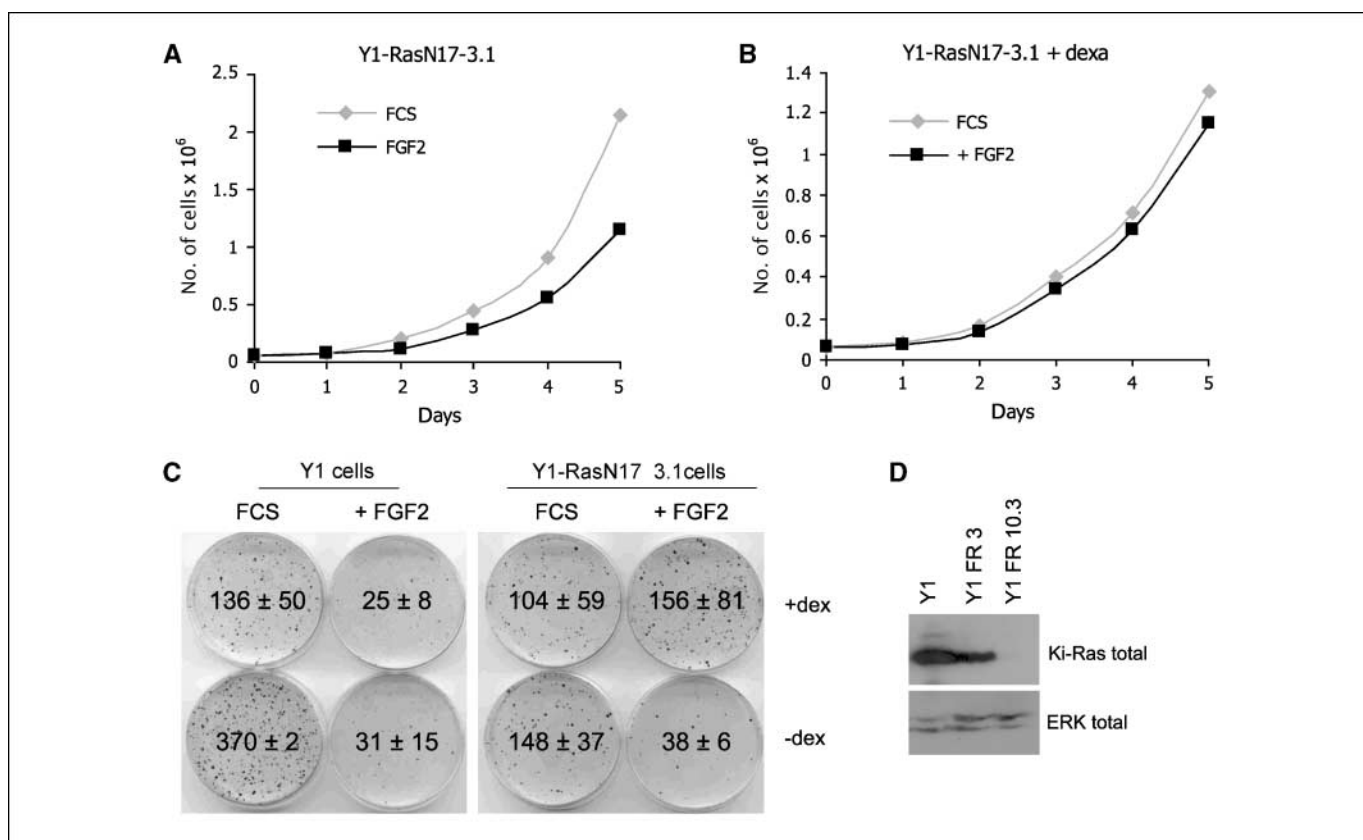 A
Y1-RasN17-3.1
2.5
2
1.5
1
0.5
0
No. of cells x 10⁶
FCS
FGF2
0 1 2 3 4 5
Days
B
Y1-RasN17-3.1 + dexa
1.4
1.2
1
0.8
0.6
0.4
0.2
0
No. of cells x 10⁶
FCS
+ FGF2
0 1 2 3 4 5
Days
C
Y1 cells
Y1-RasN17 3.1cells
FCS + FGF2 FCS + FGF2
136 ± 50 25 ± 8 104 ± 59 156 ± 81 +dex
370 ± 2 31 ± 15 148 ± 37 38 ± 6 -dex
D
Y1
Y1 FR 3
Y1 FR 10.3
Ki-Ras total
ERK total